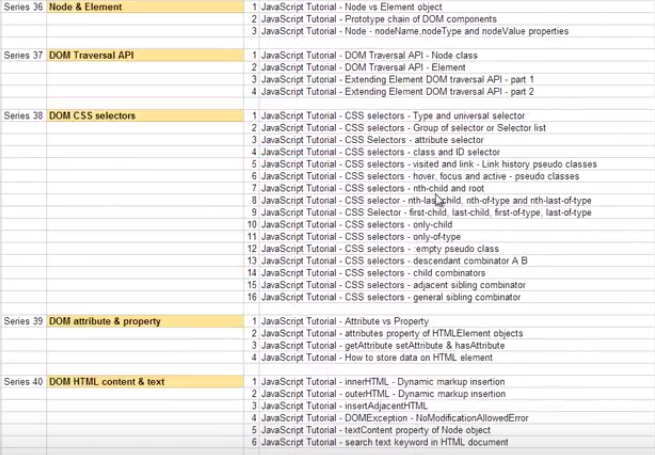 Series 36 Node & Element 1 JavaScript Tutorial - Node vs Element object
2 JavaScript Tutorial - Prototype chain of DOM components
3 JavaScript Tutorial - Node - nodeName,nodeType and nodeValue properties
Series 37 DOM Traversal API 1 JavaScript Tutorial - DOM Traversal API - Node class
2 JavaScript Tutorial - DOM Traversal API - Element
3 JavaScript Tutorial - Extending Element DOM traversal API - part 1
4 JavaScript Tutorial - Extending Element DOM traversal API - part 2
Series 38 DOM CSS selectors 1 JavaScript Tutorial - CSS selectors - Type and universal selector
2 JavaScript Tutorial - CSS selectors - Group of selector or Selector list
3 JavaScript Tutorial - CSS Selectors - attribute selector
4 JavaScript Tutorial - CSS selectors - class and ID selector
5 JavaScript Tutorial - CSS selectors - visited and link - Link history pseudo classes
6 JavaScript Tutorial - CSS selectors - hover, focus and active - pseudo classes
7 JavaScript Tutorial - CSS selectors - nth-child and root
8 JavaScript Tutorial - CSS selector - nth-last-child, nth-of-type and nth-last-of-type
9 JavaScript Tutorial - CSS Selector - first-child, last-child, first-of-type, last-of-type
10 JavaScript Tutorial - CSS selectors - only-child
11 JavaScript Tutorial - CSS selectors - only-of-type
12 JavaScript Tutorial - CSS selectors - :empty pseudo class
13 JavaScript Tutorial - CSS selectors - descendant combinator A B
14 JavaScript Tutorial - CSS selectors - child combinators
15 JavaScript Tutorial - CSS selectors - adjacent sibling combinator
16 JavaScript Tutorial - CSS selectors - general sibling combinator
Series 39 DOM attribute & property 1 JavaScript Tutorial - Attribute vs Property
2 JavaScript Tutorial - attributes property of HTMLElement objects
3 JavaScript Tutorial - getAttribute setAttribute & hasAttribute
4 JavaScript Tutorial - How to store data on HTML element
Series 40 DOM HTML content & text 1 JavaScript Tutorial - innerHTML - Dynamic markup insertion
2 JavaScript Tutorial - outerHTML - Dynamic markup insertion
3 JavaScript Tutorial - insertAdjacentHTML
4 JavaScript Tutorial - DOMException - NoModificationAllowedError
5 JavaScript Tutorial - textContent property of Node object
6 JavaScript Tutorial - search text keyword in HTML document